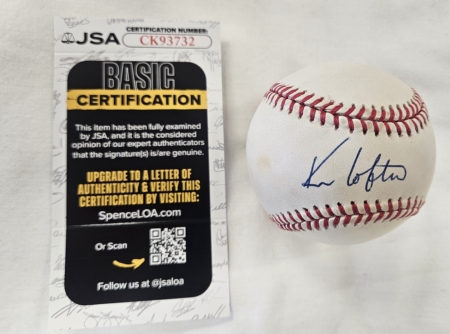 JSA
CERTIFICATION NUMBER:
CK93732
BASIC
CERTIFICATION
This item has been fully examined
by JSA, and it is the considered
opinion of our expert authenticators
that the signature(s) is/are genuine.
UPGRADE TO A LETTER OF
AUTHENTICITY & VERIFY THIS
CERTIFICATION BY VISITING:
SpenceLOA.com
Or Scan
Follow us at @jsaloa